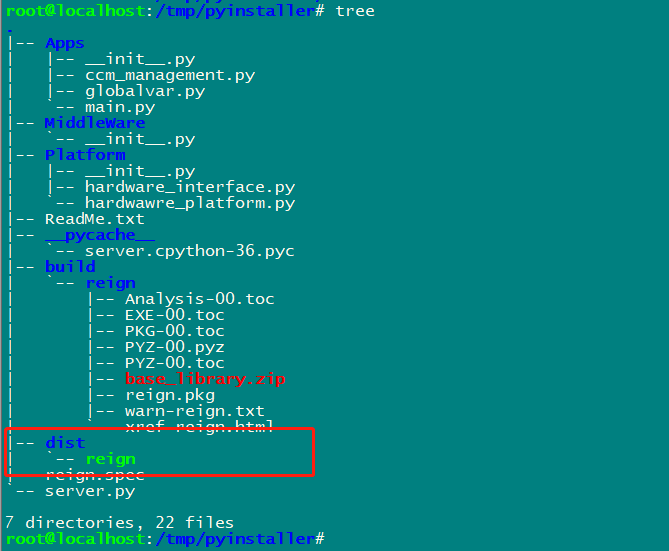 root@localhost:/tmp/pyinstaller# tree
.
|-- Apps
|   |-- __init__.py
|   |-- ccm_management.py
|   |-- globalvar.py
|   `-- main.py
|-- MiddleWare
|   `-- __init__.py
|-- Platform
|   |-- __init__.py
|   |-- hardware_interface.py
|   `-- hardwawre_platform.py
|-- ReadMe.txt
|-- __pycache__
|   `-- server.cpython-36.pyc
|-- build
|   `-- reign
|       |-- Analysis-00.toc
|       |-- EXE-00.toc
|       |-- PKG-00.toc
|       |-- PYZ-00.pyz
|       |-- PYZ-00.toc
|       |-- base_library.zip
|       |-- reign.pkg
|       |-- warn-reign.txt
|       `-- xref-reign.html
|-- dist
|   `-- reign
|-- reign.spec
`-- server.py
7 directories, 22 files
root@localhost:/tmp/pyinstaller#